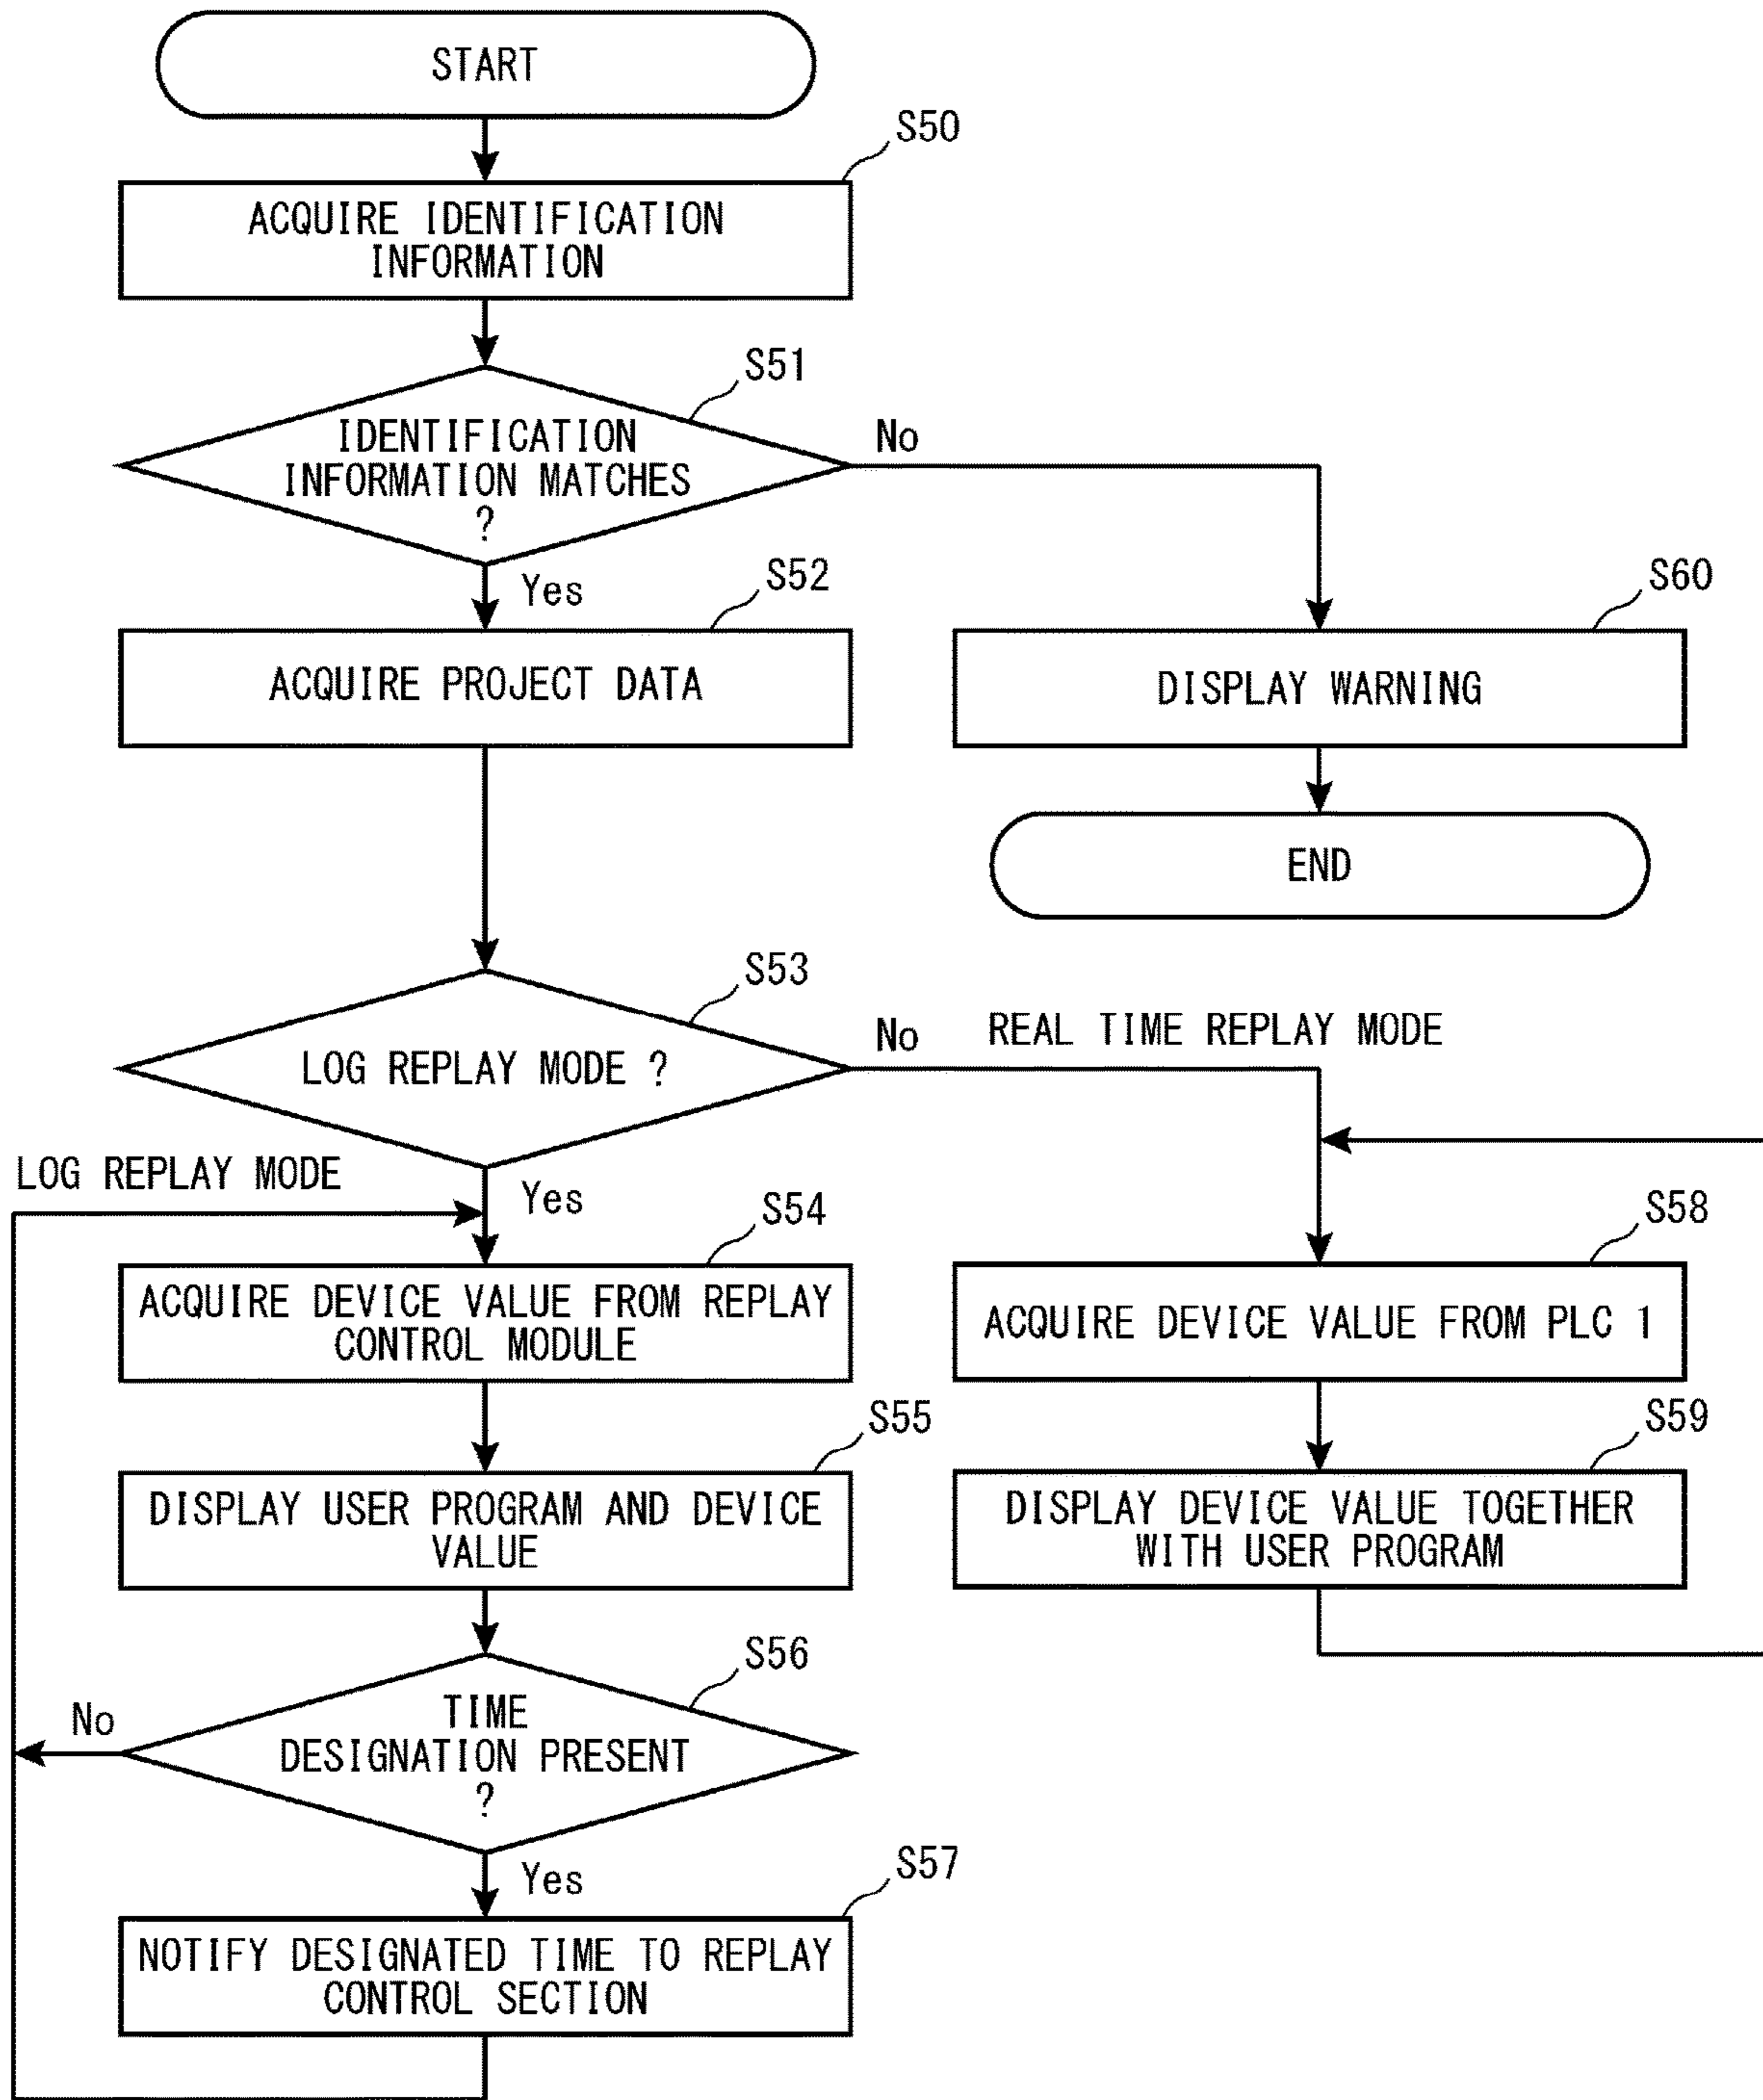 START
S50
ACQUIRE IDENTIFICATION
INFORMATION
S51
IDENTIFICATION
INFORMATION MATCHES
?
No
Yes
S52
ACQUIRE PROJECT DATA
S60
DISPLAY WARNING
END
S53
LOG REPLAY MODE ?
No
REAL TIME REPLAY MODE
LOG REPLAY MODE
Yes
S54
ACQUIRE DEVICE VALUE FROM REPLAY
CONTROL MODULE
S58
ACQUIRE DEVICE VALUE FROM PLC 1
S55
DISPLAY USER PROGRAM AND DEVICE
VALUE
S59
DISPLAY DEVICE VALUE TOGETHER
WITH USER PROGRAM
S56
TIME
DESIGNATION PRESENT
?
No
Yes
S57
NOTIFY DESIGNATED TIME TO REPLAY
CONTROL SECTION